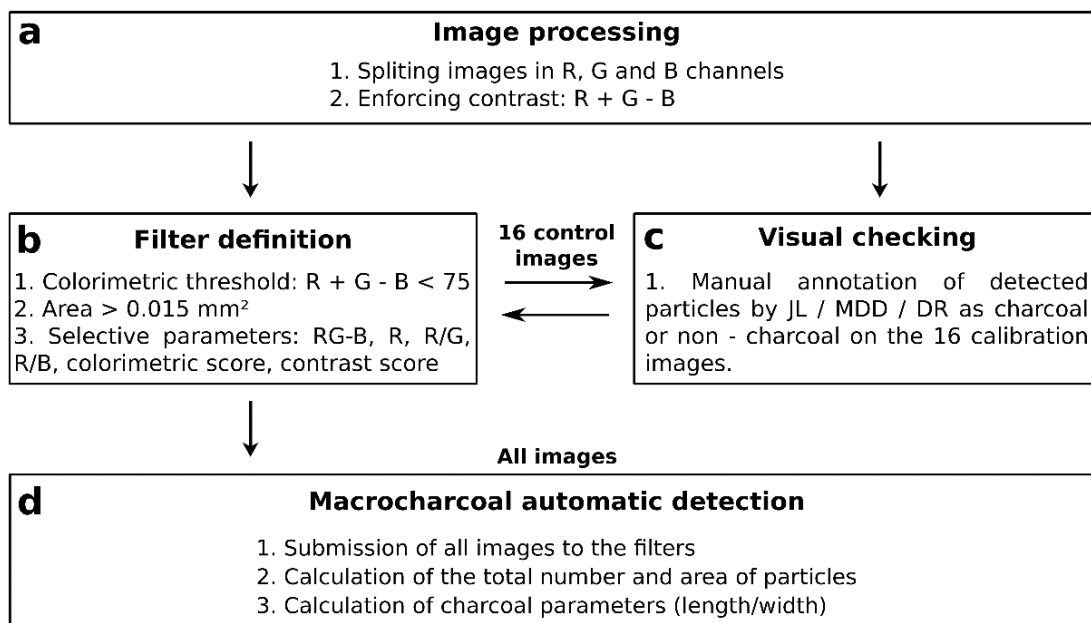 a
Image processing
1. Spliting images in R, G and B channels
2. Enforcing contrast: R + G - B
b
Filter definition
1. Colorimetric threshold: R + G - B < 75
2. Area > 0.015 mm²
3. Selective parameters: RG-B, R, R/G,
R/B, colorimetric score, contrast score
16 control
images
c
Visual checking
1. Manual annotation of detected
particles by JL / MDD / DR as charcoal
or non - charcoal on the 16 calibration
images.
All images
d
Macrocharcoal automatic detection
1. Submission of all images to the filters
2. Calculation of the total number and area of particles
3. Calculation of charcoal parameters (length/width)